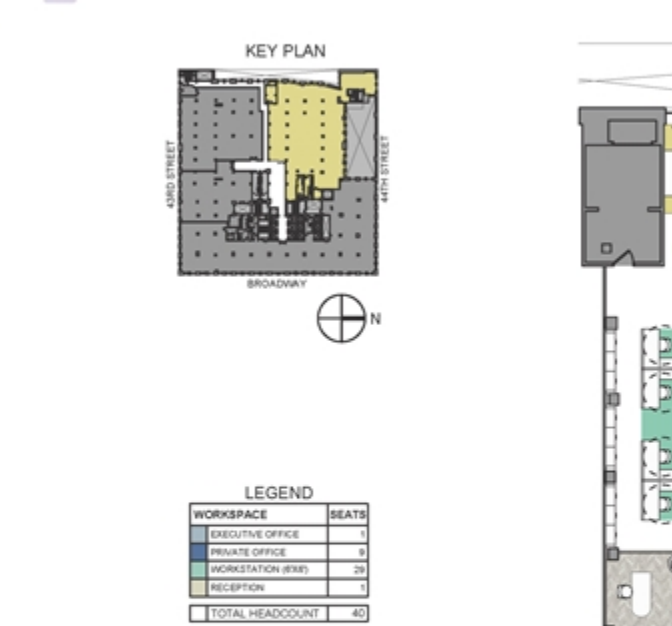 KEY PLAN
43RD STREET
44TH STREET
BROADWAY
N
LEGEND
WORKSPACE SEATS
EXECUTIVE OFFICE 1
PRIVATE OFFICE 9
WORKSTATION (6'X6') 29
RECEPTION 1
TOTAL HEADCOUNT 40